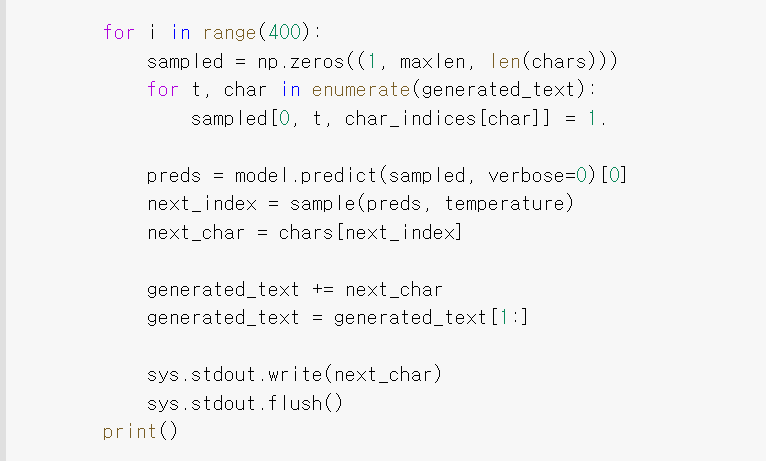 for i in range(400):
    sampled = np.zeros((1, maxlen, len(chars)))
    for t, char in enumerate(generated_text):
        sampled[0, t, char_indices[char]] = 1.

    preds = model.predict(sampled, verbose=0)[0]
    next_index = sample(preds, temperature)
    next_char = chars[next_index]

    generated_text += next_char
    generated_text = generated_text[1:]

    sys.stdout.write(next_char)
    sys.stdout.flush()
print()